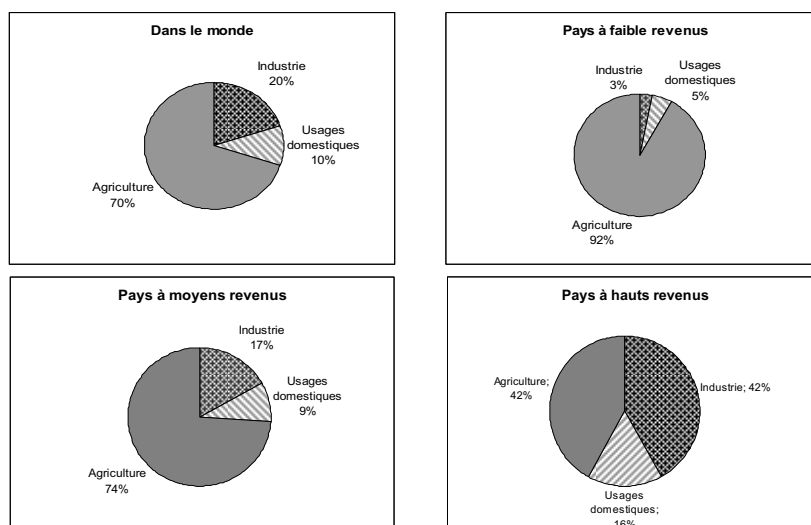 Dans le monde
Industrie
20%
Usages
domestiques
10%
Agriculture
70%
Pays à faible revenus
Industrie
3%
Usages
domestiques
5%
Agriculture
92%
Pays à moyens revenus
Industrie
17%
Usages
domestiques
9%
Agriculture
74%
Pays à hauts revenus
Agriculture;
42%
Industrie; 42%
Usages
domestiques;
16%